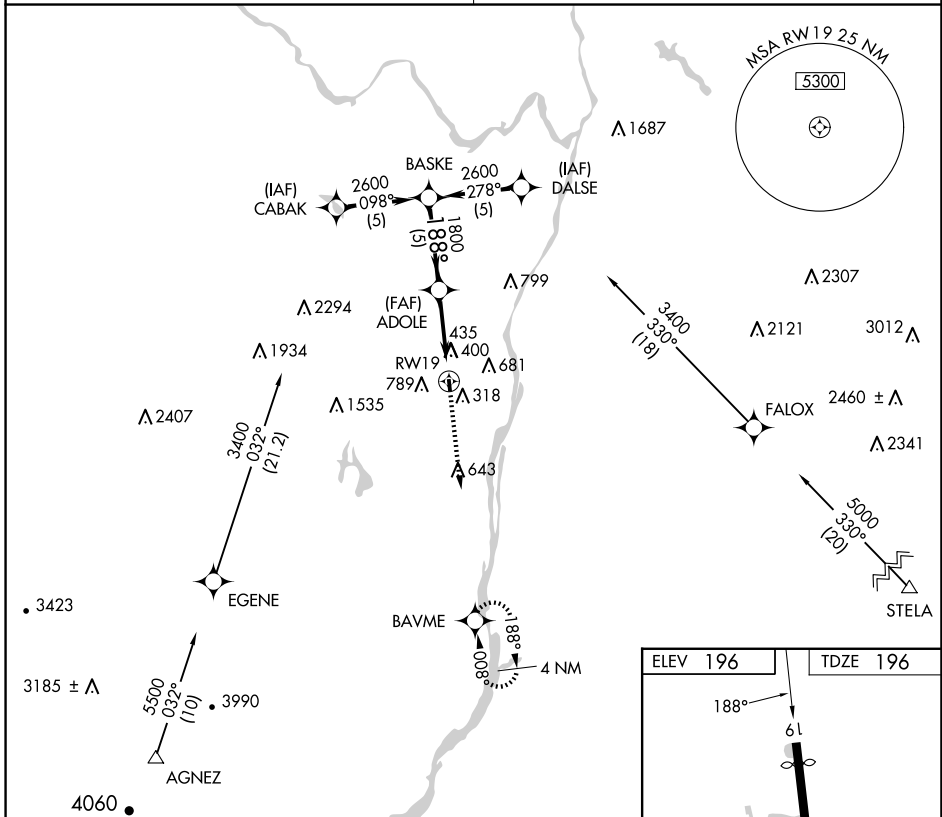 MSA RW19 25 NM
5300
1687
BASKE
(IAF)
DALSE
2600
278°
(5)
2600
098°
(5)
(IAF)
CABAK
1800
188°
(5)
799
2307
2294
(FAF)
ADOLE
3400
330°
(18)
2121
3012
435
400
1934
RW19
681
789
318
2460 ±
1535
2407
FALOX
2341
3400
032°
(21.2)
643
5000
330°
(20)
EGENE
STELA
3423
BAVME
188°
008°
4 NM
ELEV 196
TDZE 196
3185 ±
5500
032°
(10)
3990
188°
19
AGNEZ
4060